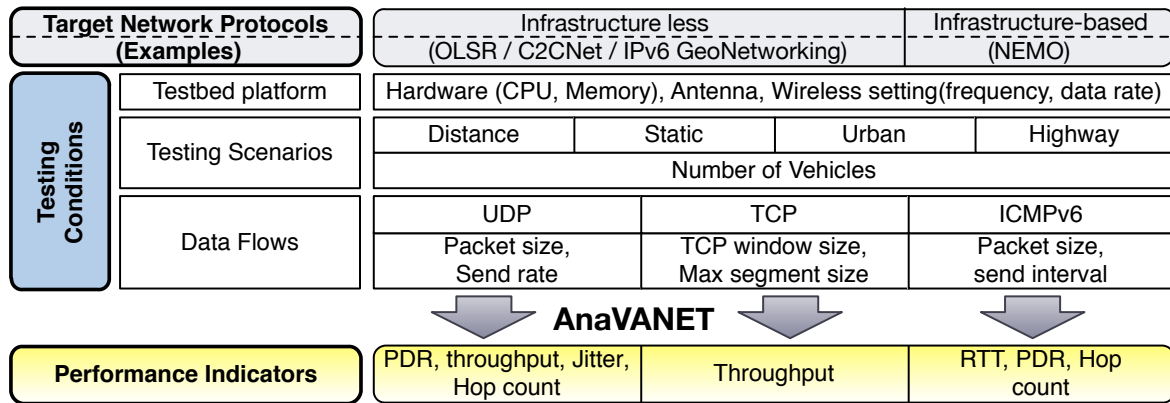 Target Network Protocols
(Examples)
Infrastructure less
(OLSR / C2CNet / IPv6 GeoNetworking)
Infrastructure-based
(NEMO)
Testing
Conditions
Testbed platform
Hardware (CPU, Memory), Antenna, Wireless setting(frequency, data rate)
Testing Scenarios
Distance
Static
Urban
Highway
Number of Vehicles
Data Flows
UDP
TCP
ICMPv6
Packet size,
Send rate
TCP window size,
Max segment size
Packet size,
send interval
AnaVANET
Performance Indicators
PDR, throughput, Jitter,
Hop count
Throughput
RTT, PDR, Hop
count